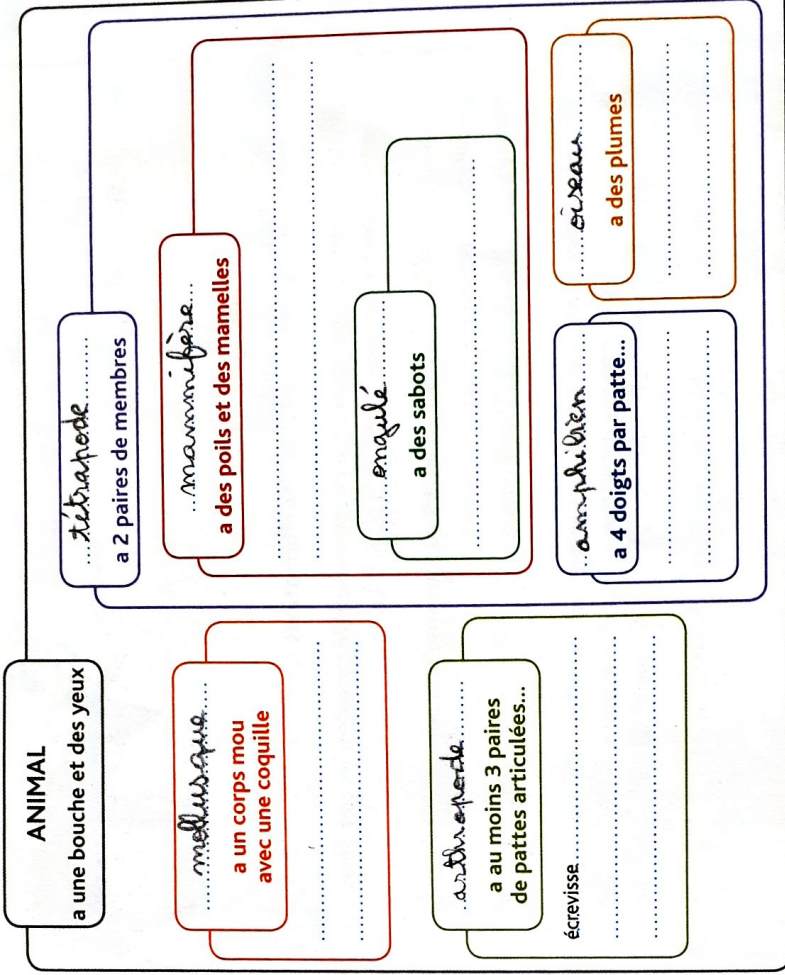 ANIMAL
a une bouche et des yeux
tétrapode
a 2 paires de membres
mammifère
a des poils et des mamelles
ongulé
a des sabots
amphibien
a 4 doigts par patte...
oiseau
a des plumes
mollusque
a un corps mou
avec une coquille
arthropode
a au moins 3 paires
de pattes articulées...
écrevisse